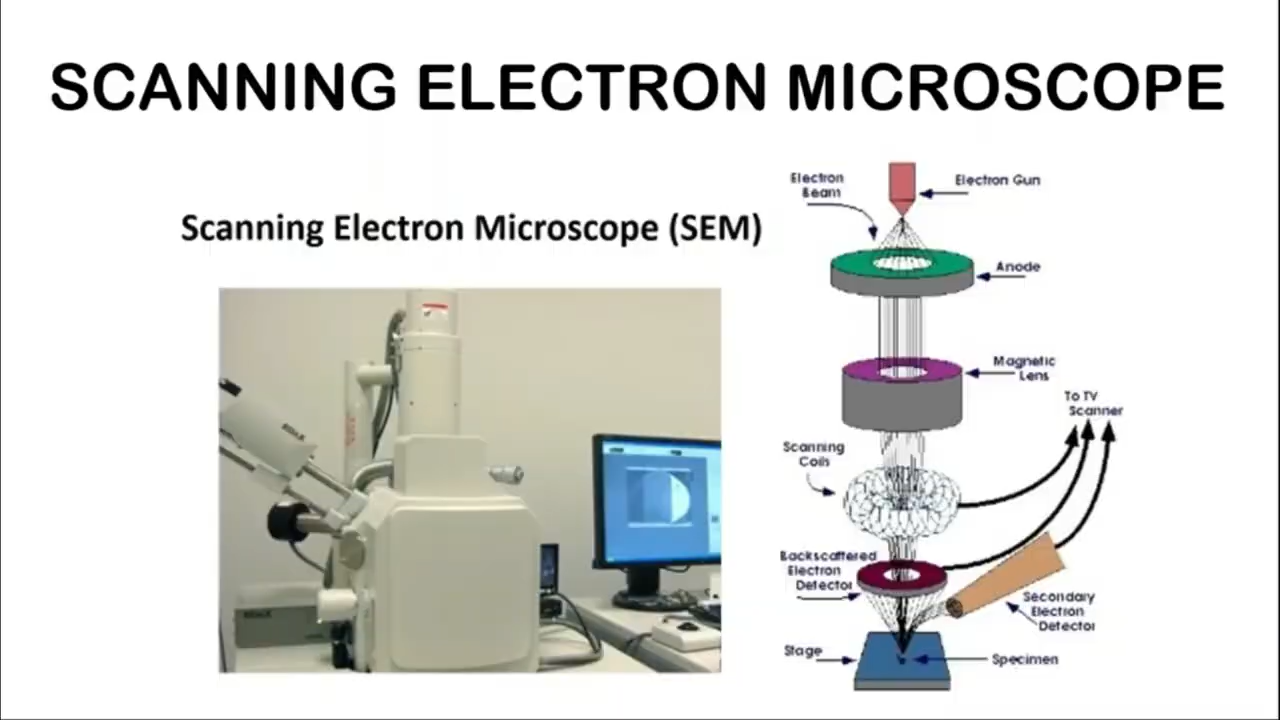 SCANNING ELECTRON MICROSCOPE
Scanning Electron Microscope (SEM)
Electron
Beam
Electron Gun
Anode
Magnetic
Lens
To TV
Scanner
Scanning
Coils
Backscattered
Electron
Detector
Secondary
Electron
Detector
Stage
Specimen